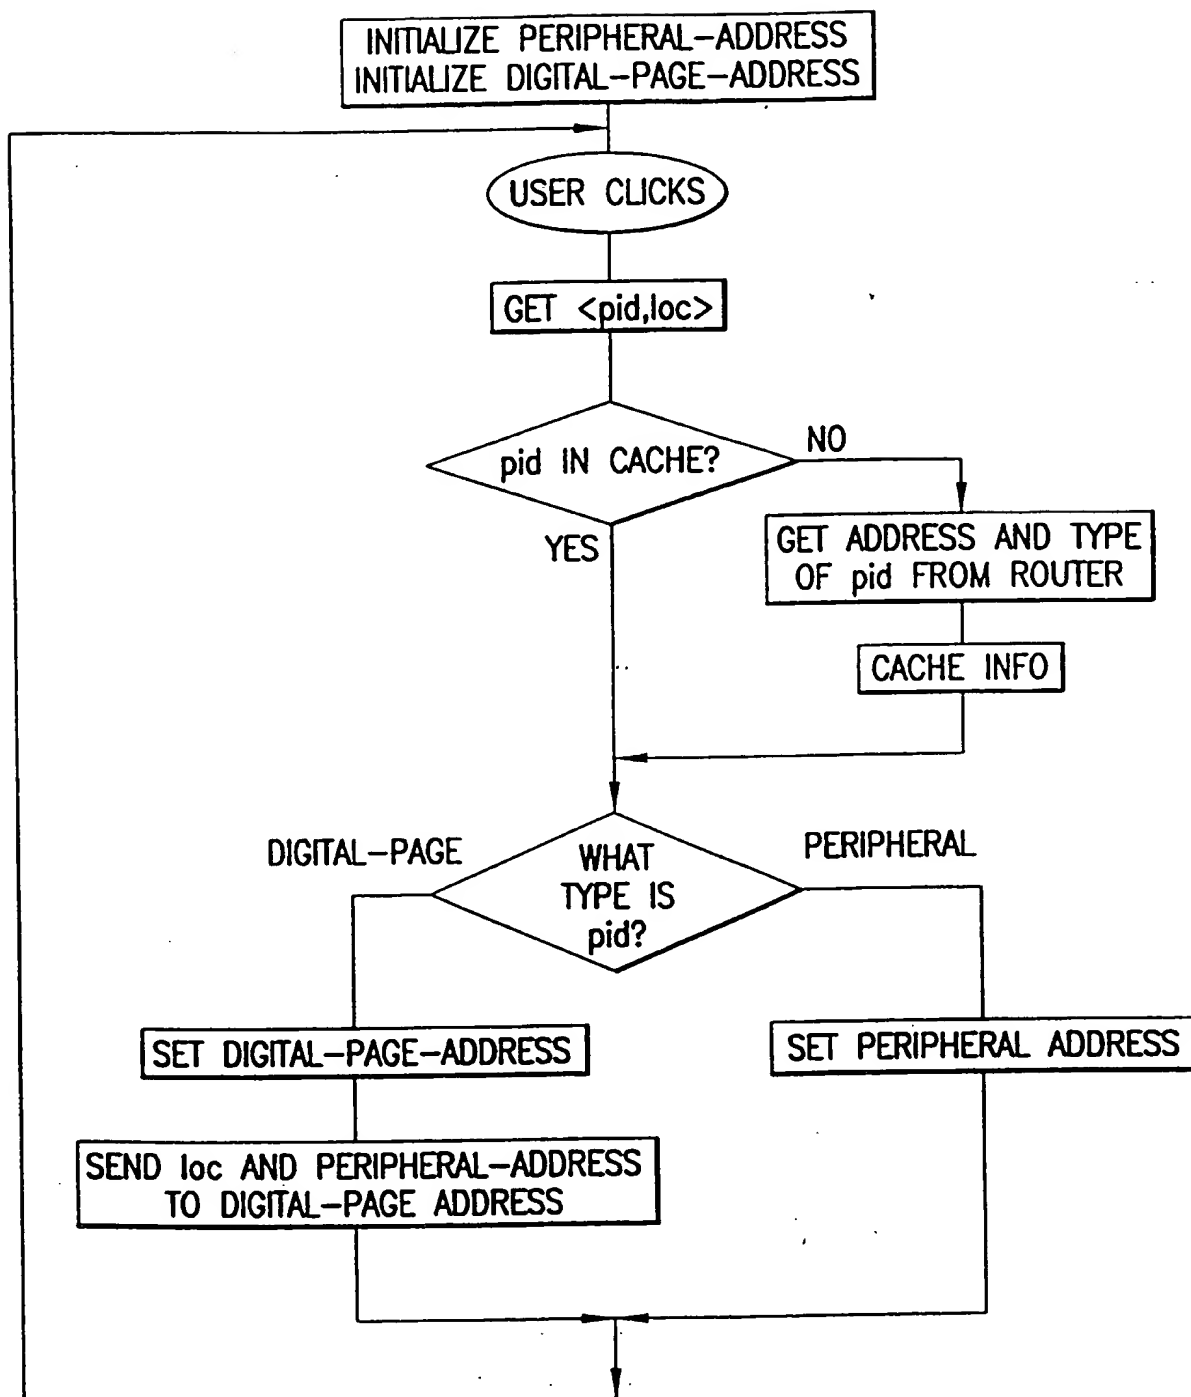 INITIALIZE PERIPHERAL-ADDRESS
INITIALIZE DIGITAL-PAGE-ADDRESS
USER CLICKS
GET <pid,loc>
pid IN CACHE?
NO
YES
GET ADDRESS AND TYPE
OF pid FROM ROUTER
CACHE INFO
DIGITAL-PAGE
WHAT
TYPE IS
pid?
PERIPHERAL
SET DIGITAL-PAGE-ADDRESS
SET PERIPHERAL ADDRESS
SEND loc AND PERIPHERAL-ADDRESS
TO DIGITAL-PAGE ADDRESS